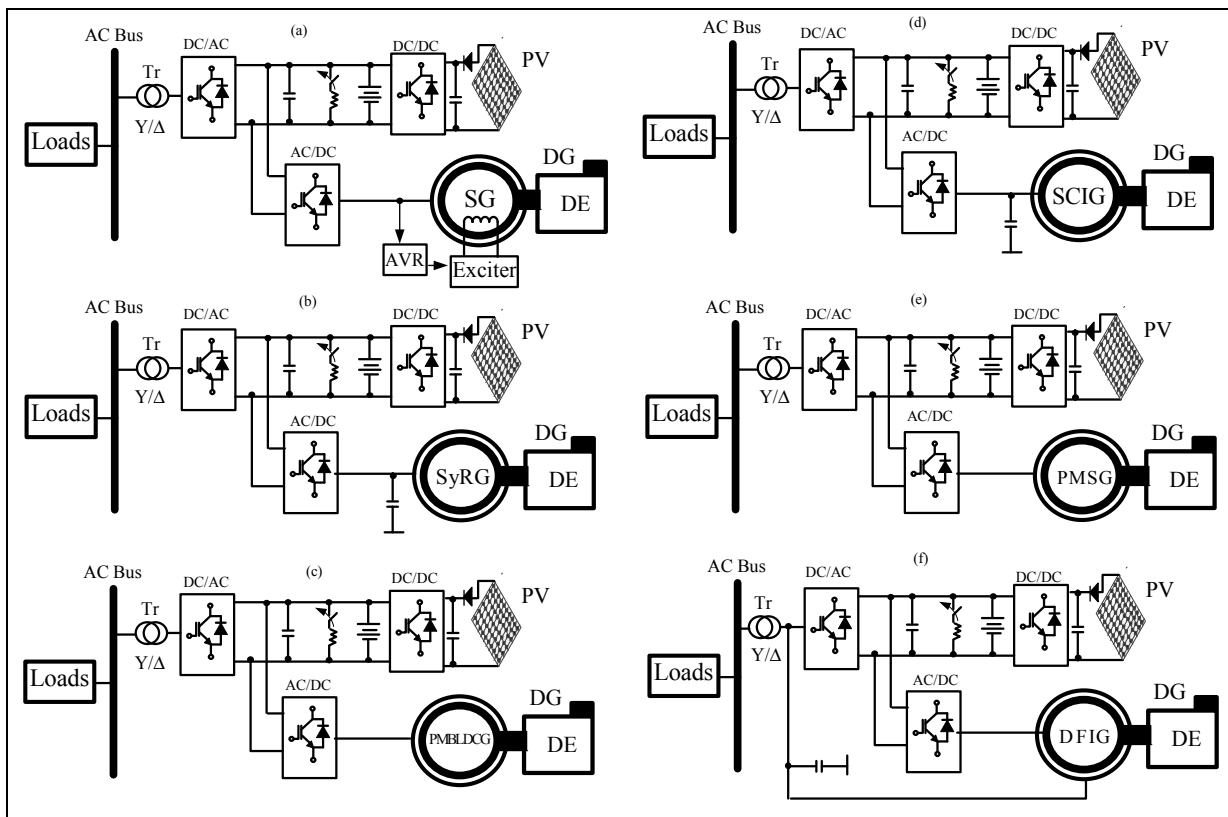 (a)
AC Bus
DC/AC
DC/DC
PV
Tr
Y/Δ
Loads
AC/DC
SG
DG
DE
AVR
Exciter
(b)
AC Bus
DC/AC
DC/DC
PV
Tr
Y/Δ
Loads
AC/DC
SyRG
DG
DE
(c)
AC Bus
DC/AC
DC/DC
PV
Tr
Y/Δ
Loads
AC/DC
PMBLDCG
DG
DE
(d)
AC Bus
DC/AC
DC/DC
PV
Tr
Y/Δ
Loads
AC/DC
SCIG
DG
DE
(e)
AC Bus
DC/AC
DC/DC
PV
Tr
Y/Δ
Loads
AC/DC
PMSG
DG
DE
(f)
AC Bus
DC/AC
DC/DC
PV
Tr
Y/Δ
Loads
AC/DC
DFIG
DG
DE